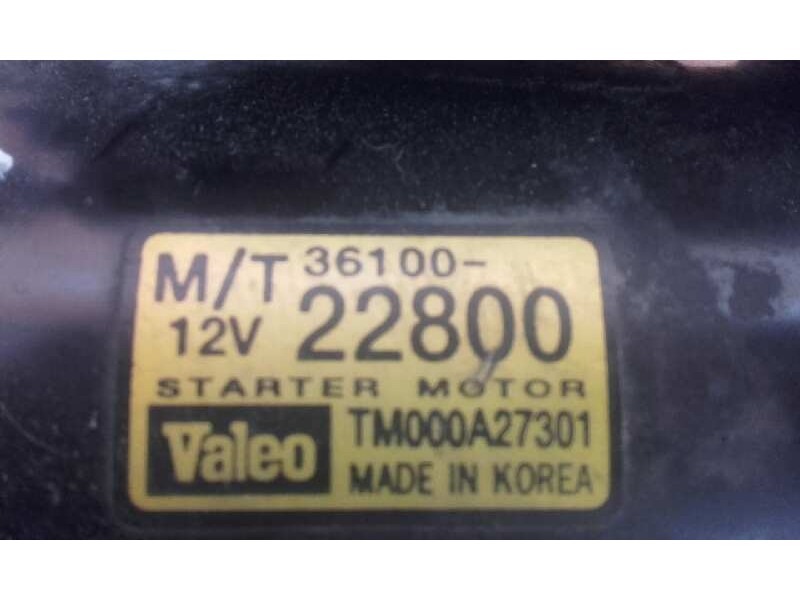 M/T 36100-
12V 22800
STARTER MOTOR
Valeo TM000A27301
MADE IN KOREA